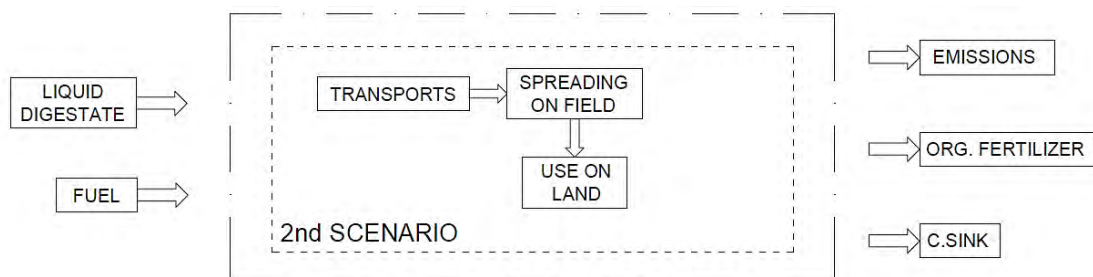 LIQUID
DIGESTATE
FUEL
TRANSPORTS
SPREADING
ON FIELD
USE ON
LAND
2nd SCENARIO
EMISSIONS
ORG. FERTILIZER
C.SINK